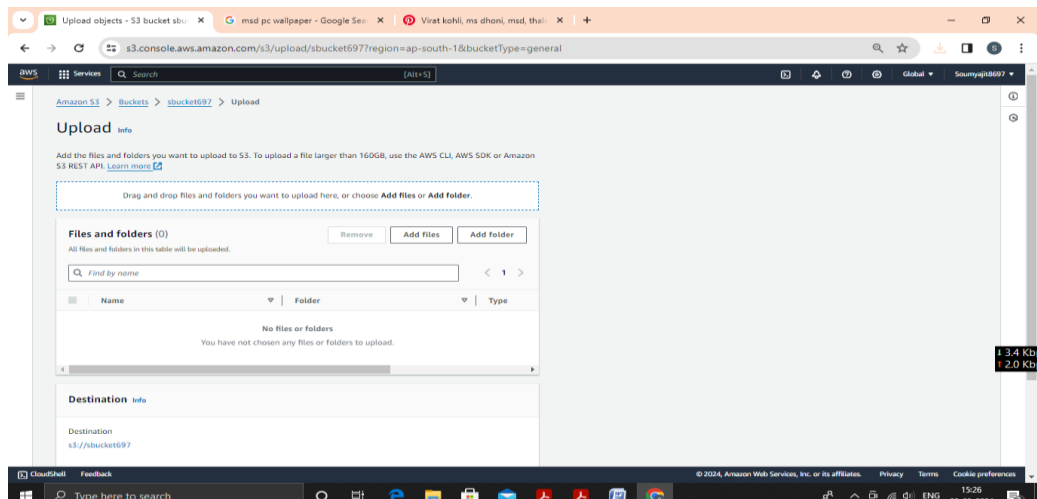 Upload objects - S3 bucket sbu
msd pc wallpaper - Google Sea
Virat kohli, ms dhoni, msd, thal
s3.console.aws.amazon.com/s3/upload/sbucket697?region=ap-south-1&bucketType=general
S
aws
Services
Search
[Alt+S]
Global
Soumyajit8697
Amazon S3 > Buckets > sbucket697 > Upload
Upload Info
Add the files and folders you want to upload to S3. To upload a file larger than 160GB, use the AWS CLI, AWS SDK or Amazon
S3 REST API. Learn more
Drag and drop files and folders you want to upload here, or choose Add files or Add folder.
Files and folders (0)
Remove
Add files
Add folder
All files and folders in this table will be uploaded.
Find by name
< 1 >
Name
Folder
Type
No files or folders
You have not chosen any files or folders to upload.
3.4 Kb
2.0 Kb
Destination Info
Destination
s3://sbucket697
CloudShell
Feedback
© 2024, Amazon Web Services, Inc. or its affiliates.
Privacy
Terms
Cookie preferences
Type here to search
ENG
15:26